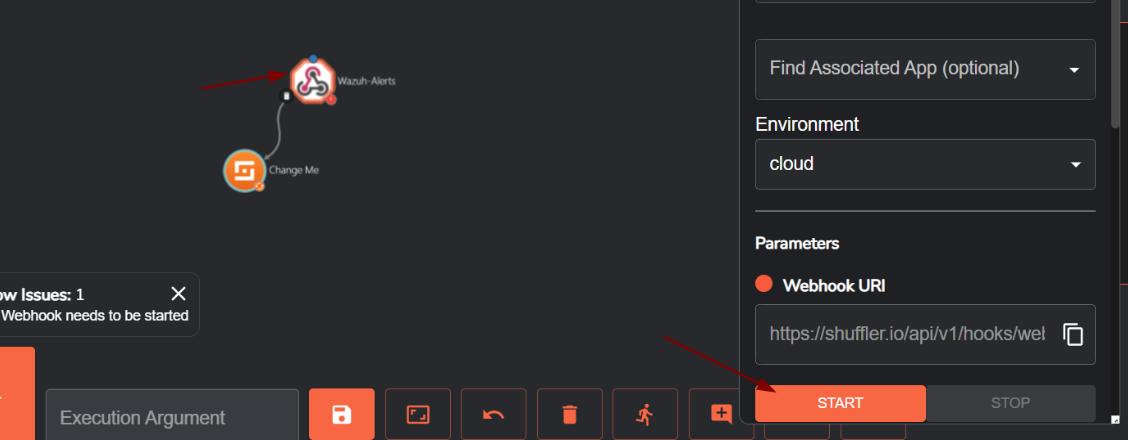 Wazuh-Alerts
Change Me
Find Associated App (optional)
Environment
cloud
Parameters
Webhook URI
https://shuffler.io/api/v1/hooks/web
START
STOP
ow Issues: 1
Webhook needs to be started
Execution Argument